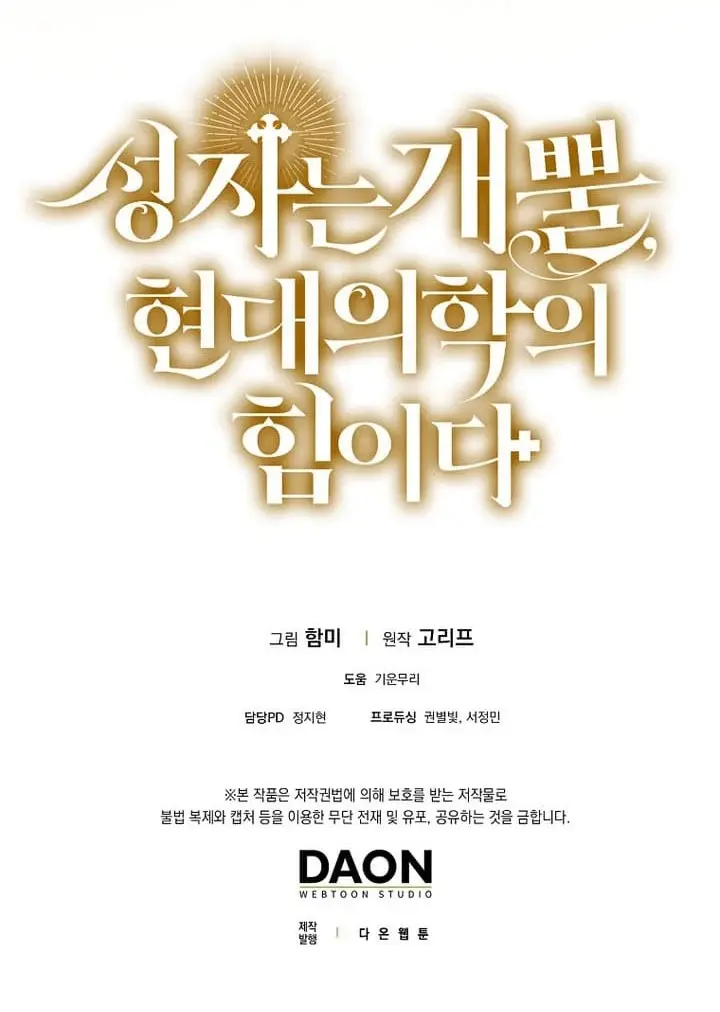 성자는 개뿔,
현대의학의
힘이다
그림 함미 | 원작 고리프
도움 기운무리
담당PD 정지현 프로듀싱 권별빛, 서정민
※본 작품은 저작권법에 의해 보호를 받는 저작물로
불법 복제와 캡처 등을 이용한 무단 전재 및 유포, 공유하는 것을 금합니다.
DAON
WEBTOON STUDIO
제작
발행 | 다온웹툰